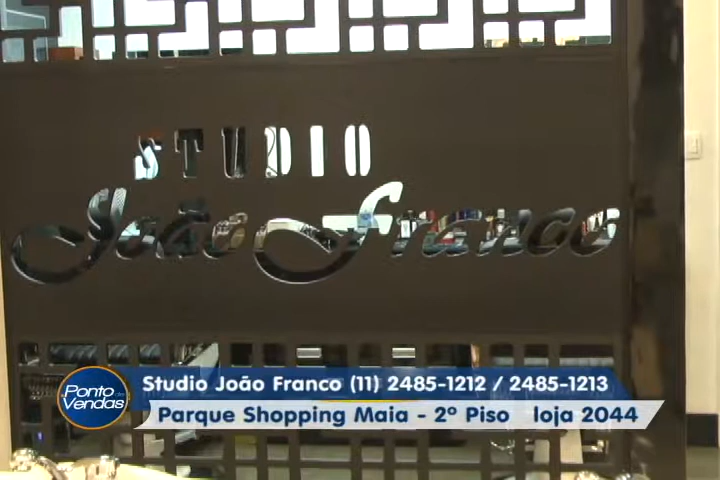 STUDIO
João Franco
Ponto
Vendas
Studio João Franco (11) 2485-1212 / 2485-1213
Parque Shopping Maia - 2º Piso loja 2044